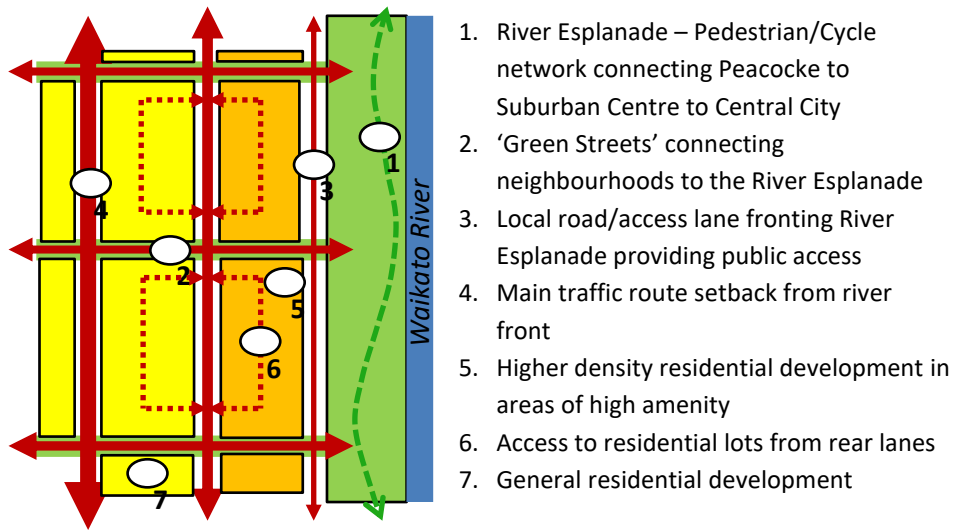 1
4
3
2
5
6
7
Waikato River
1. River Esplanade – Pedestrian/Cycle
network connecting Peacocke to
Suburban Centre to Central City
2. ‘Green Streets’ connecting
neighbourhoods to the River Esplanade
3. Local road/access lane fronting River
Esplanade providing public access
4. Main traffic route setback from river
front
5. Higher density residential development in
areas of high amenity
6. Access to residential lots from rear lanes
7. General residential development